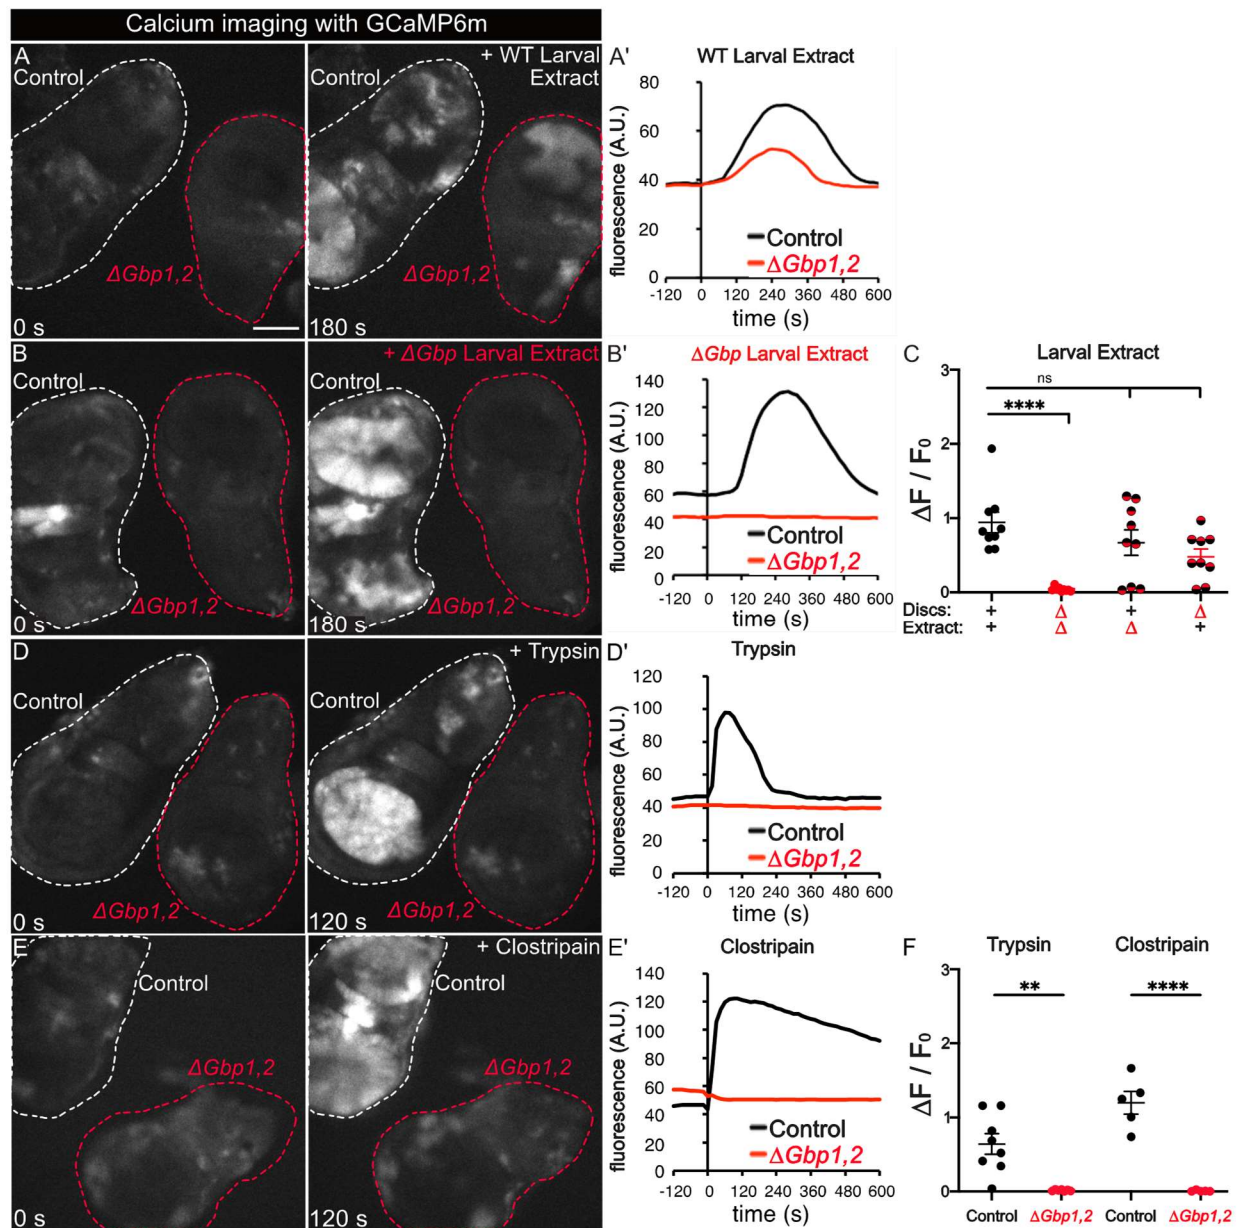 Calcium imaging with GCaMP6m
A
Control
0 s
ΔGbp1,2
Control
+ WT Larval
Extract
ΔGbp1,2
180 s
A'
WT Larval Extract
fluorescence (A.U.)
80
60
40
20
0
-120 0 120 240 360 480 600
time (s)
Control
ΔGbp1,2
B
Control
ΔGbp1,2
0 s
+ ΔGbp Larval Extract
Control
ΔGbp1,2
180 s
B'
ΔGbp Larval Extract
fluorescence (A.U.)
140
120
100
80
60
40
20
0
-120 0 120 240 360 480 600
time (s)
Control
ΔGbp1,2
C
Larval Extract
ΔF / F0
3
2
1
0
ns
****
Discs: + Δ + Δ
Extract: + Δ Δ +
D
Control
ΔGbp1,2
0 s
+ Trypsin
Control
ΔGbp1,2
120 s
D'
Trypsin
fluorescence (A.U.)
120
100
80
60
40
20
0
-120 0 120 240 360 480 600
time (s)
Control
ΔGbp1,2
E
Control
ΔGbp1,2
0 s
+ Clostripain
Control
ΔGbp1,2
120 s
E'
Clostripain
fluorescence (A.U.)
140
120
100
80
60
40
20
0
-120 0 120 240 360 480 600
time (s)
Control
ΔGbp1,2
F
Trypsin Clostripain
ΔF / F0
3
2
1
0
** ****
Control ΔGbp1,2 Control ΔGbp1,2